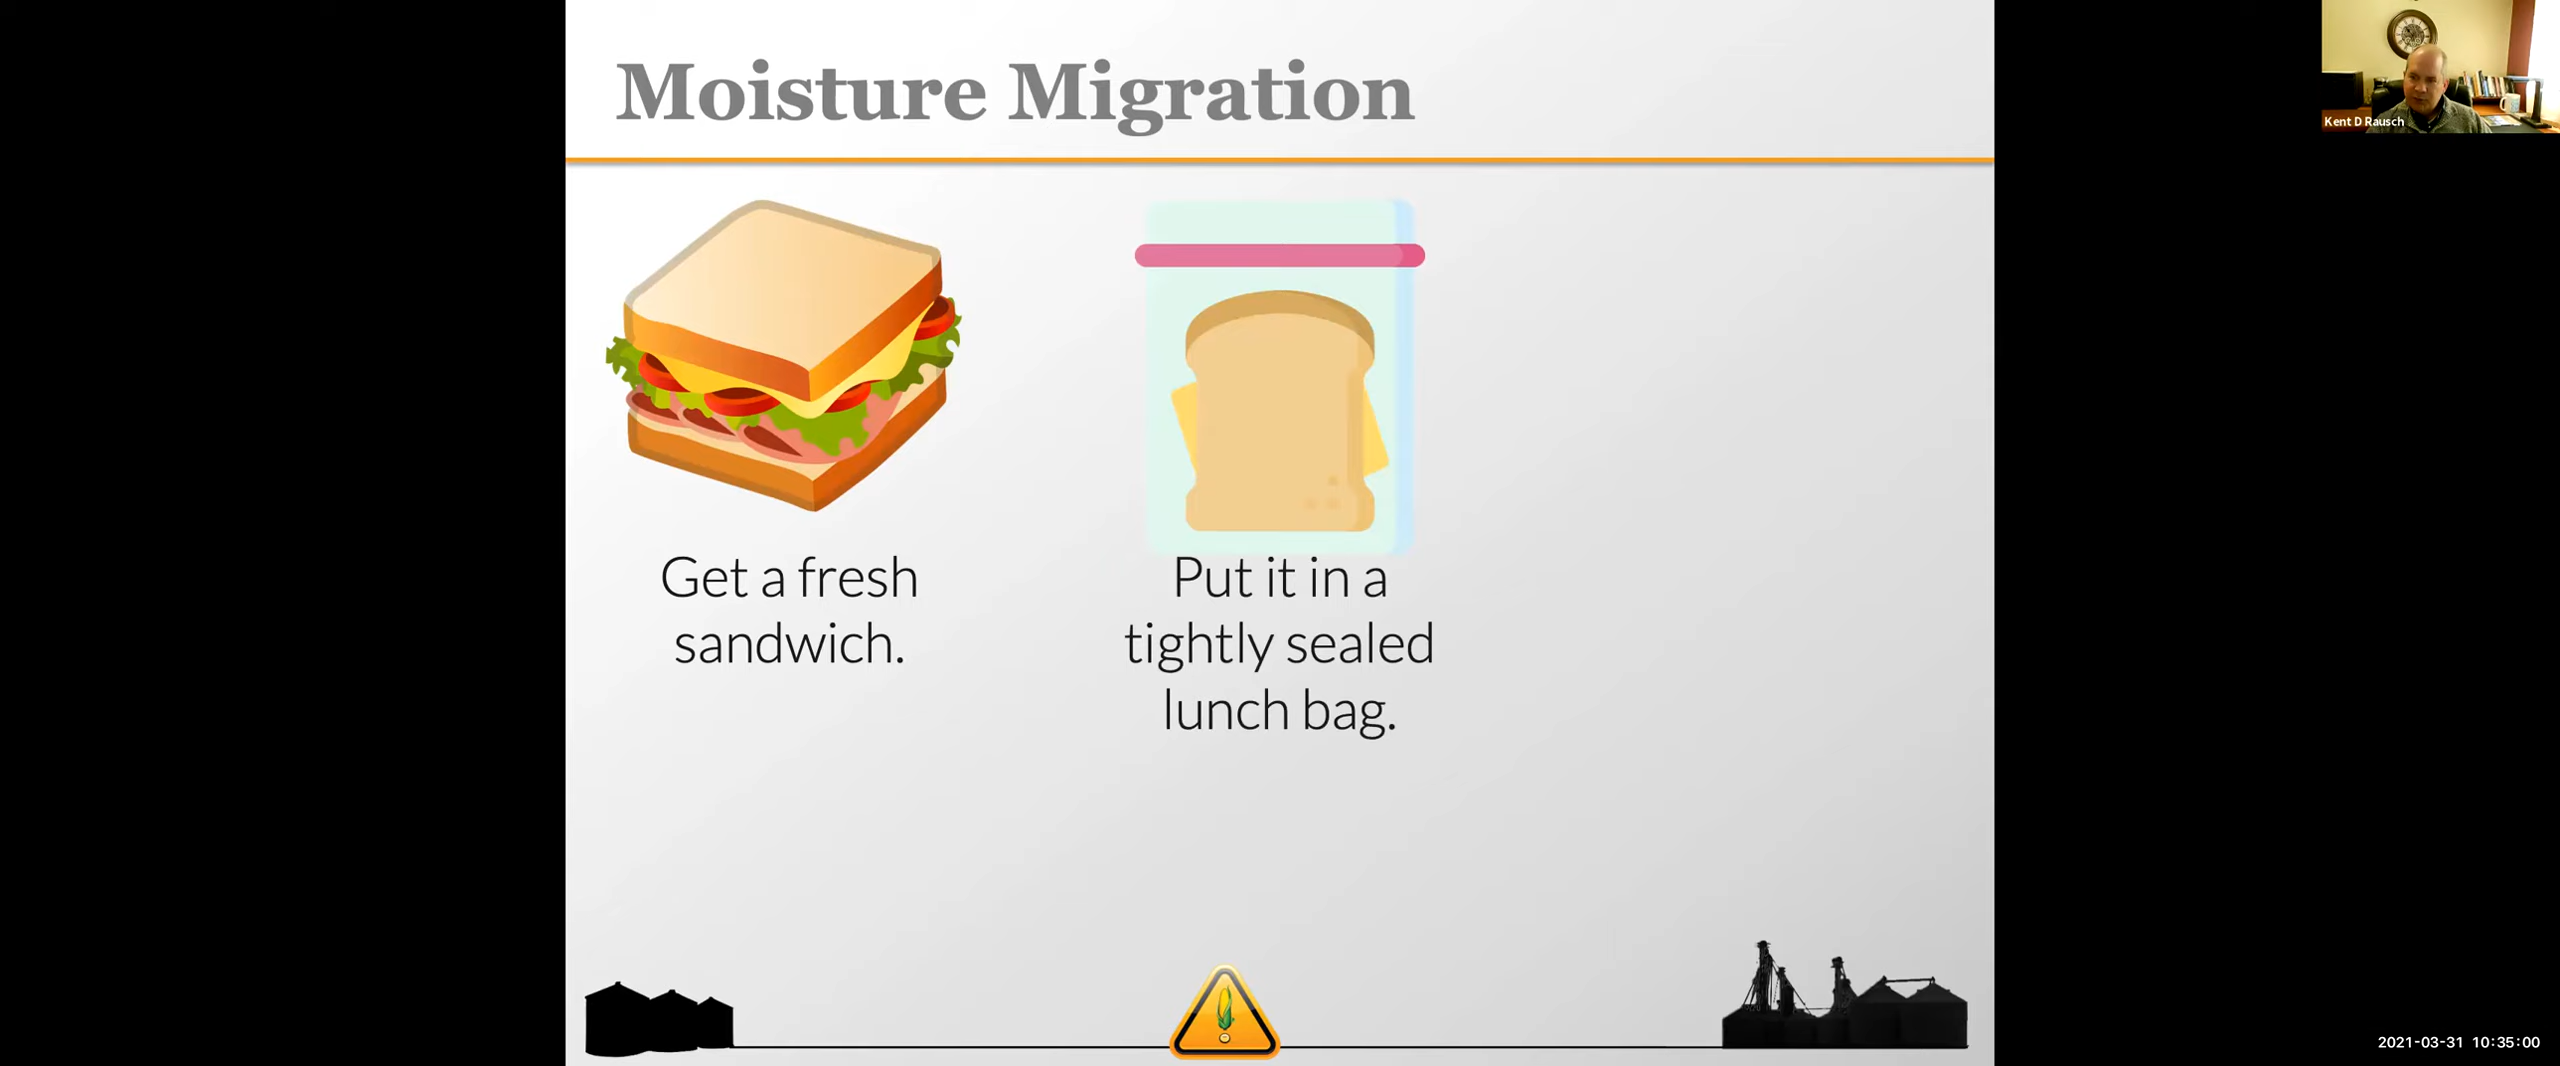 Moisture Migration
Kent D Rausch
Get a fresh
sandwich.
Put it in a
tightly sealed
lunch bag.
2021-03-31 10:35:00